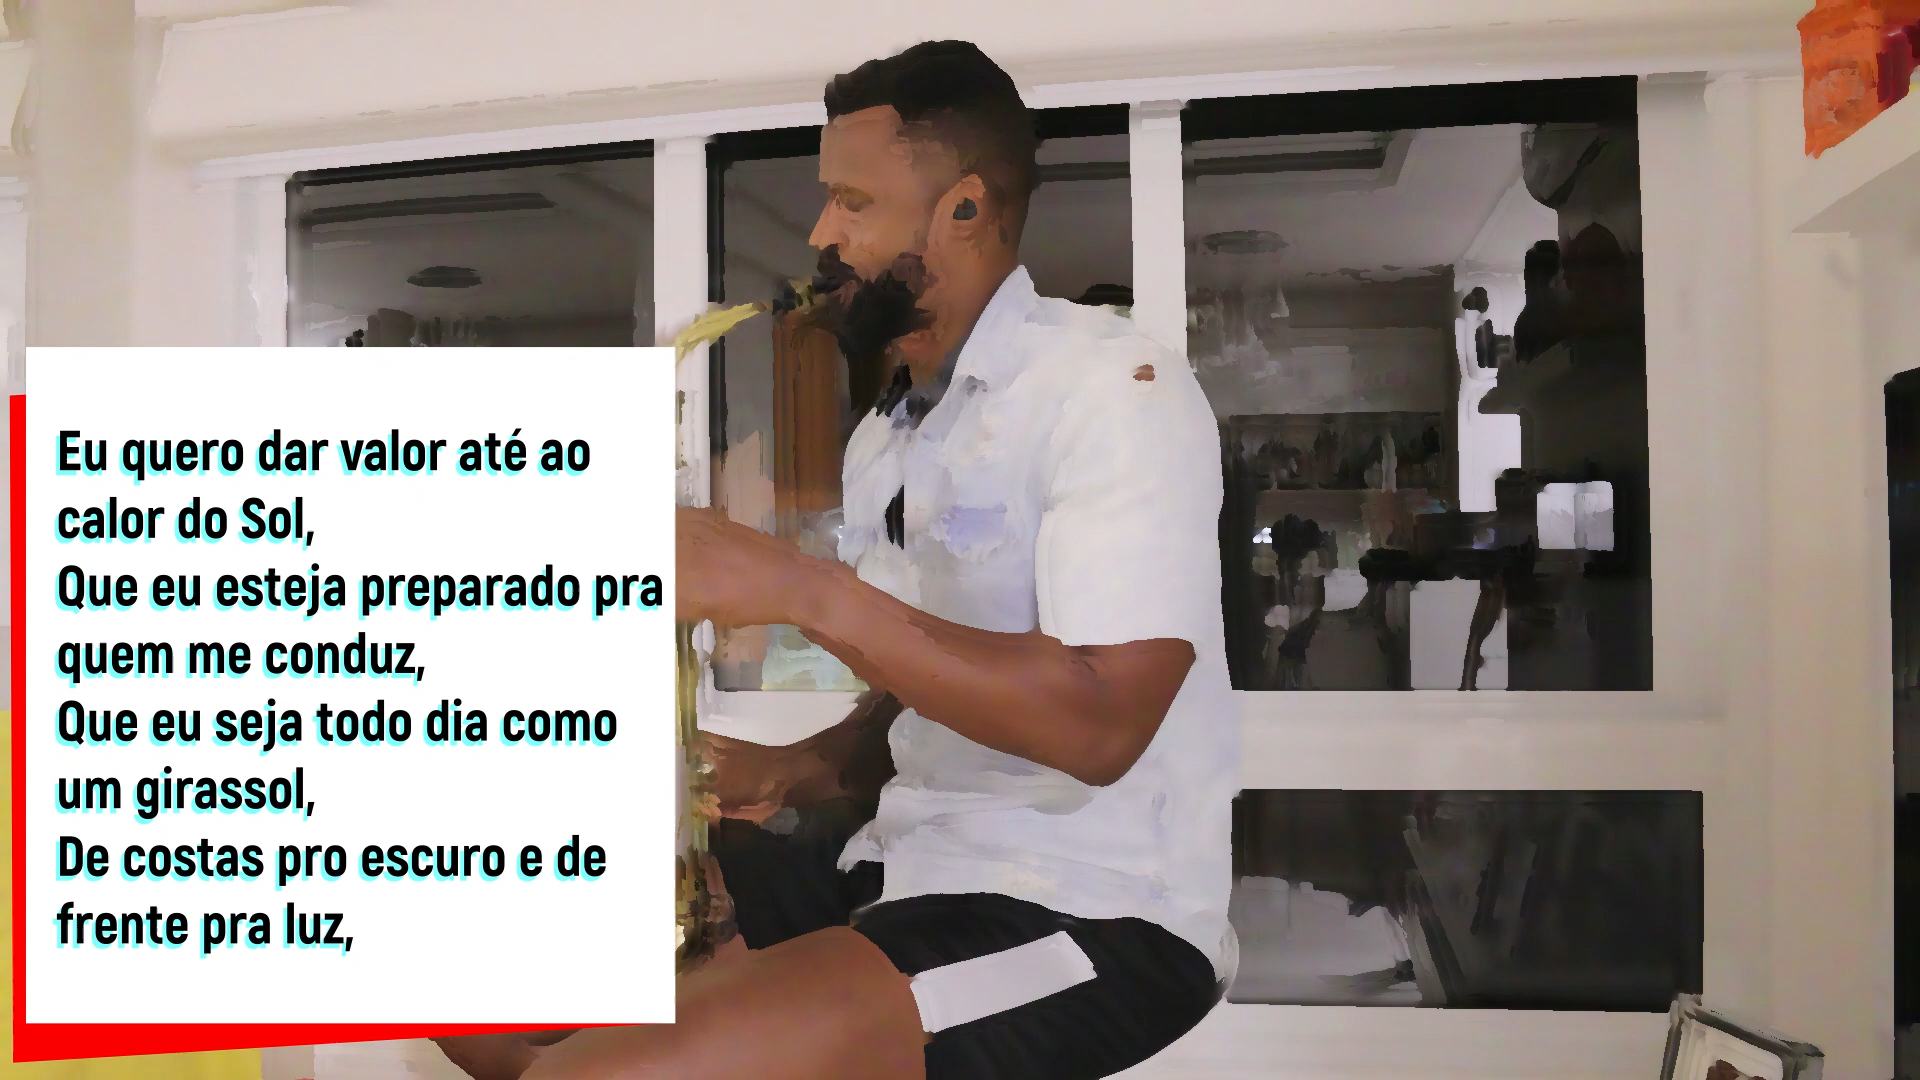 Eu quero dar valor até ao
calor do Sol,
Que eu esteja preparado pra
quem me conduz,
Que eu seja todo dia como
um girassol,
De costas pro escuro e de
frente pra luz,